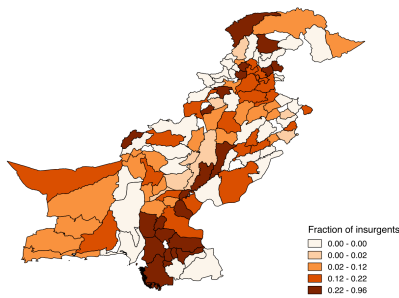 Fraction of insurgents
0.00 - 0.00
0.00 - 0.02
0.02 - 0.12
0.12 - 0.22
0.22 - 0.96